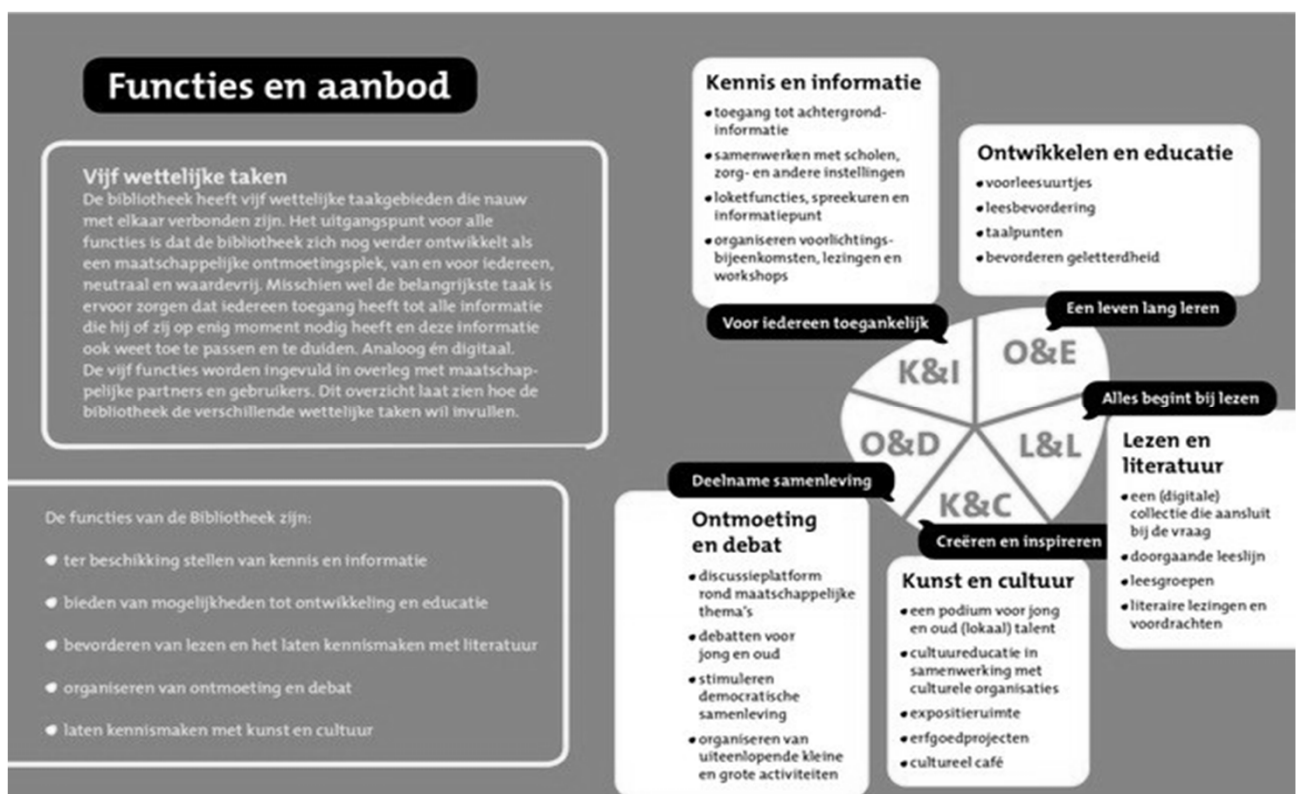 Functies en aanbod
Vijf wettelijke taken
De bibliotheek heeft vijf wettelijke taakgebieden die nauw
met elkaar verbonden zijn. Het uitgangspunt voor alle
functies is dat de bibliotheek zich nog verder ontwikkelt als
een maatschappelijke ontmoetingsplek, van en voor iedereen,
neutraal en waardevrij. Misschien wel de belangrijkste taak is
ervoor zorgen dat iedereen toegang heeft tot alle informatie
die hij of zij op enig moment nodig heeft en deze informatie
ook weet toe te passen en te duiden. Analoog én digitaal.
De vijf functies worden ingevuld in overleg met maatschap-
pelijke partners en gebruikers. Dit overzicht laat zien hoe de
bibliotheek de verschillende wettelijke taken wil invullen.
De functies van de Bibliotheek zijn:
• ter beschikking stellen van kennis en informatie
• bieden van mogelijkheden tot ontwikkeling en educatie
• bevorderen van lezen en het laten kennismaken met literatuur
• organiseren van ontmoeting en debat
• laten kennismaken met kunst en cultuur
Kennis en informatie
• toegang tot achtergrond-
informatie
• samenwerken met scholen,
zorg- en andere instellingen
• loketfuncties, spreekuren en
informatiepunt
• organiseren voorlichtings-
bijeenkomsten, lezingen en
workshops
Voor iedereen toegankelijk
Ontwikkelen en educatie
• voorleesuurtjes
• leesbevordering
• taalpunten
• bevorderen geletterdheid
Een leven lang leren
K&I
O&E
O&D
L&L
K&C
Alles begint bij lezen
Lezen en
literatuur
• een (digitale)
collectie die aansluit
bij de vraag
• doorgaande leeslijn
• leesgroepen
• literaire lezingen en
voordrachten
Deelname samenleving
Ontmoeting
en debat
• discussieplatform
rond maatschappelijke
thema's
• debatten voor
jong en oud
• stimuleren
democratische
samenleving
• organiseren van
uiteenlopende kleine
en grote activiteiten
Creëren en inspireren
Kunst en cultuur
• een podium voor jong
en oud (lokaal) talent
• cultuureducatie in
samenwerking met
culturele organisaties
• expositieruimte
• erfgoedprojecten
• cultureel café